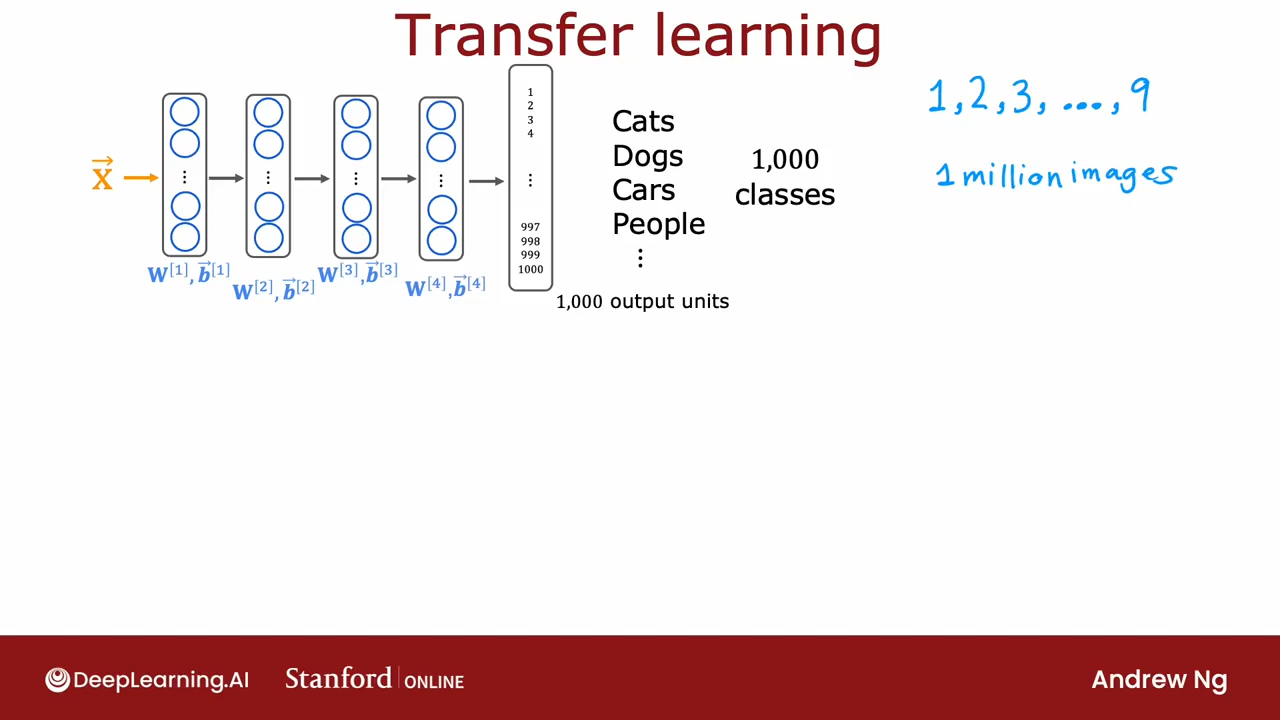 Transfer learning
x
1
2
3
4
⋮
997
998
999
1000
W[1], b[1]
W[2], b[2]
W[3], b[3]
W[4], b[4]
Cats
Dogs
Cars
People
⋮
1,000
classes
1,000 output units
1, 2, 3, ..., 9
1 million images
DeepLearning.AI
Stanford | ONLINE
Andrew Ng